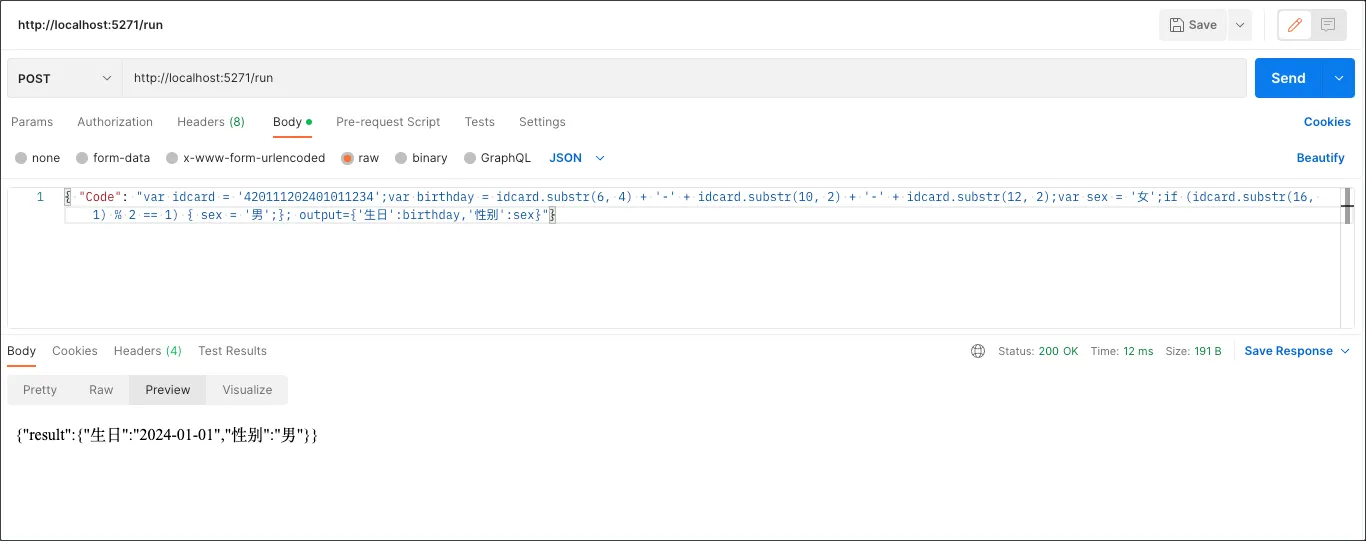 http://localhost:5271/run
Save
POST
http://localhost:5271/run
Send
Params Authorization Headers (8) Body Pre-request Script Tests Settings Cookies
none form-data x-www-form-urlencoded raw binary GraphQL JSON Beautify
1 { "Code": "var idcard = '420111202401011234';var birthday = idcard.substr(6, 4) + '-' + idcard.substr(10, 2) + '-' + idcard.substr(12, 2);var sex = '女';if (idcard.substr(16,
1) % 2 == 1) { sex = '男';}; output={'生日':birthday,'性别':sex}"}
Body Cookies Headers (4) Test Results Status: 200 OK Time: 12 ms Size: 191 B Save Response
Pretty Raw Preview Visualize
{"result":{"生日":"2024-01-01","性别":"男"}}